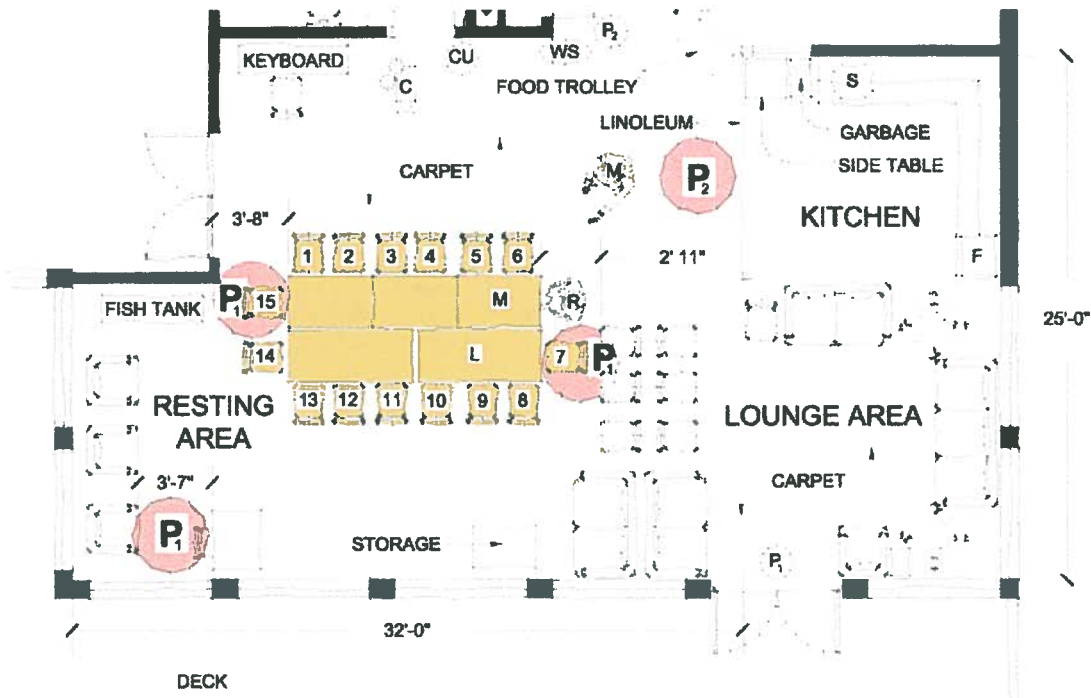 P2
KEYBOARD
CU
WS
C
FOOD TROLLEY
S
LINOLEUM
GARBAGE
SIDE TABLE
CARPET
M
P2
KITCHEN
3'-8"
1 2 3 4 5 6
2' 11"
F
FISH TANK
P1
15
M
R
25'-0"
14
L
7
P1
13 12 11 10 9 8
RESTING
AREA
LOUNGE AREA
3'-7"
CARPET
P1
STORAGE
P1
32'-0"
DECK